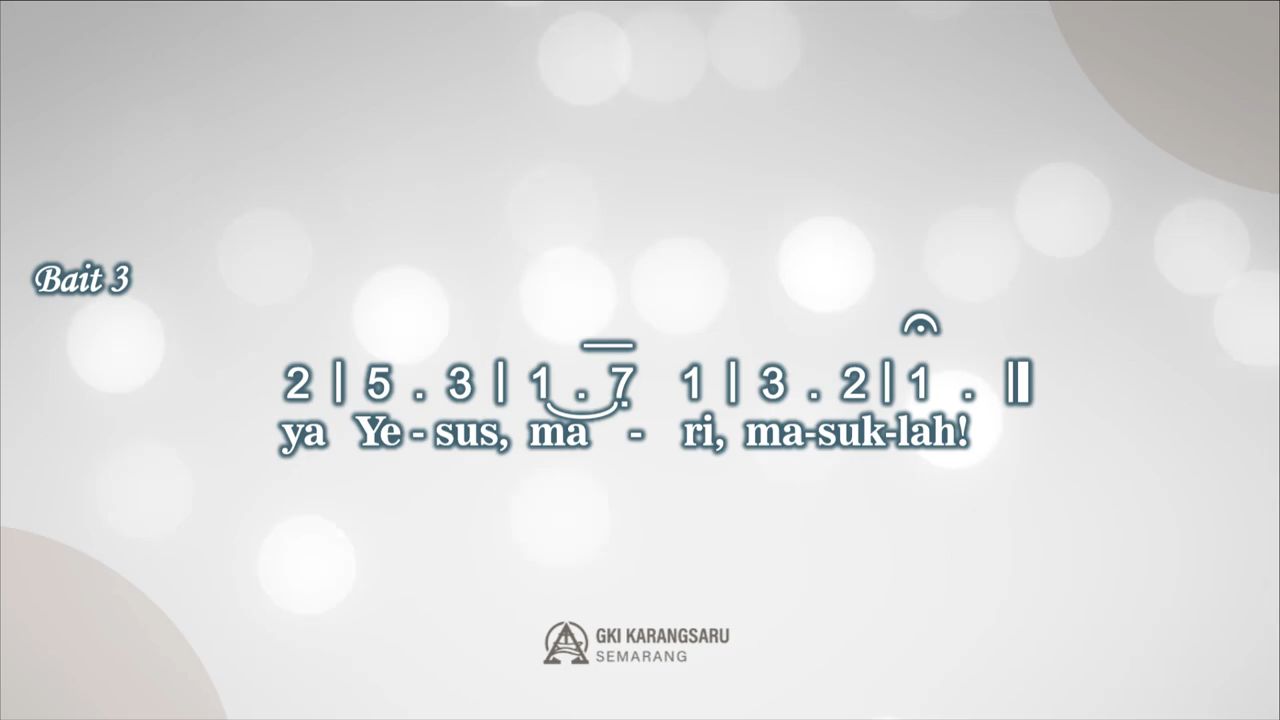 Bait 3
2 | 5 . 3 | 1 . 7̣ 1 | 3 . 2 | 1 . ||
ya Ye - sus, ma - ri, ma-suk-lah!
GKI KARANGSARU
SEMARANG